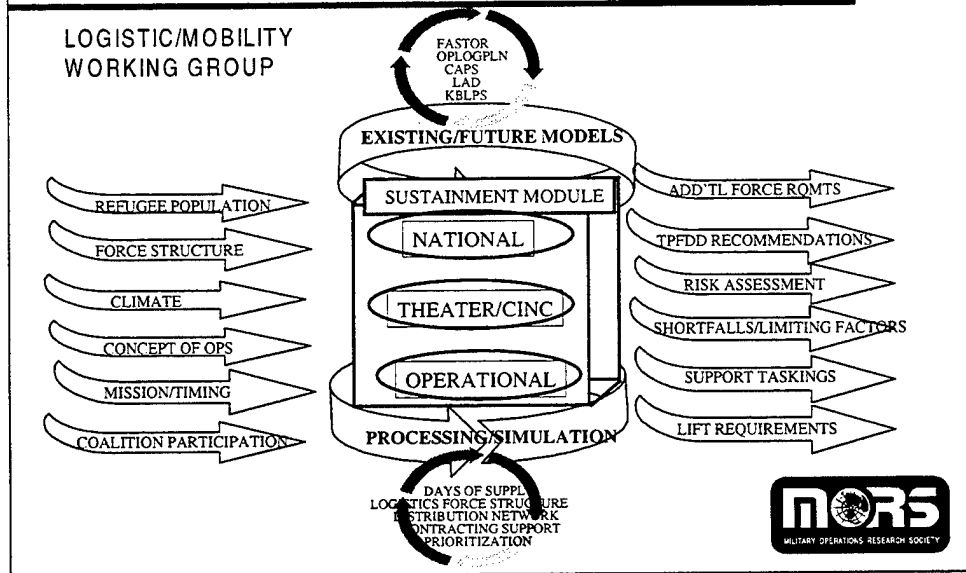 LOGISTIC/MOBILITY
WORKING GROUP
FASTOR
OPLOGPLN
CAPS
LAD
KBLPS
EXISTING/FUTURE MODELS
SUSTAINMENT MODULE
NATIONAL
THEATER/CINC
OPERATIONAL
PROCESSING/SIMULATION
REFUGEE POPULATION
FORCE STRUCTURE
CLIMATE
CONCEPT OF OPS
MISSION/TIMING
COALITION PARTICIPATION
ADD'TL FORCE RQMTS
TPFDD RECOMMENDATIONS
RISK ASSESSMENT
SHORTFALLS/LIMITING FACTORS
SUPPORT TASKINGS
LIFT REQUIREMENTS
DAYS OF SUPPL
LOGISTICS FORCE STRUCTURE
DISTRIBUTION NETWORK
CONTRACTING SUPPORT
PRIORITIZATION
MORS
MILITARY OPERATIONS RESEARCH SOCIETY